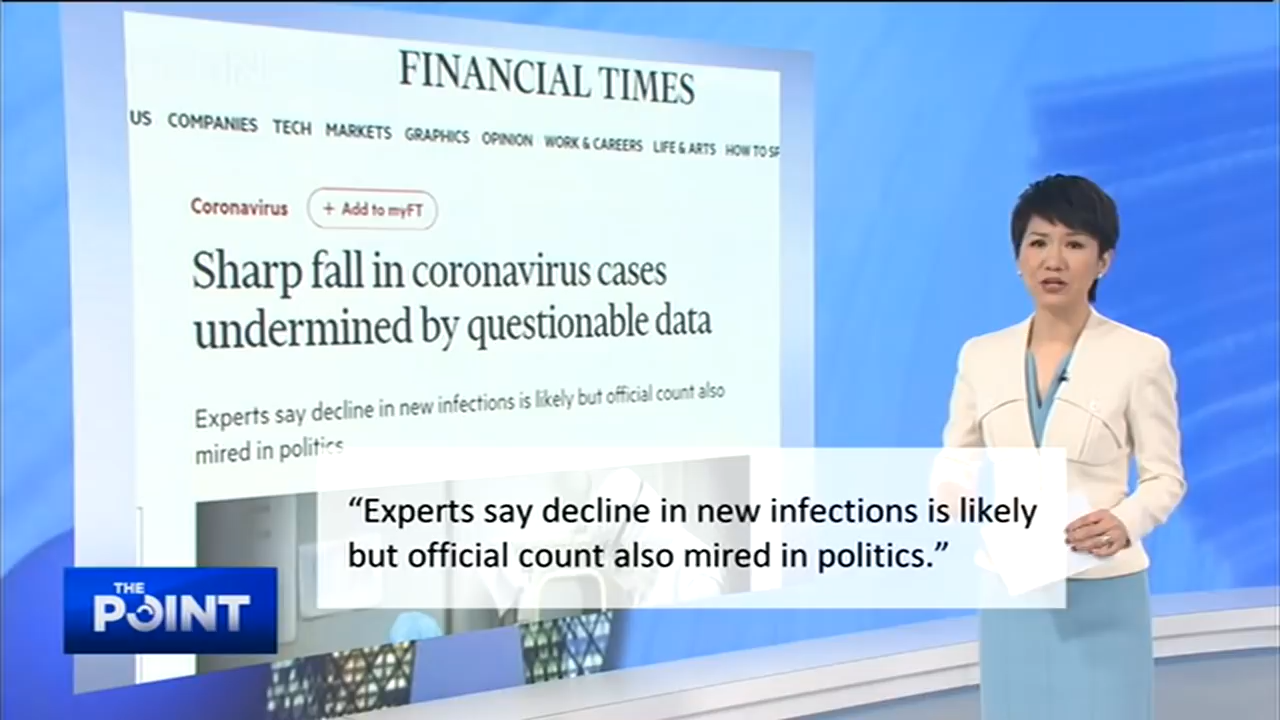 FINANCIAL TIMES
US COMPANIES TECH MARKETS GRAPHICS OPINION WORK & CAREERS LIFE & ARTS HOW TO SP
Coronavirus + Add to myFT
Sharp fall in coronavirus cases
undermined by questionable data
Experts say decline in new infections is likely but official count also
mired in politics
“Experts say decline in new infections is likely
but official count also mired in politics.”
THE
POINT